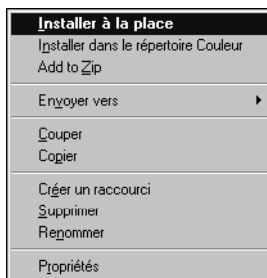 Installer à la place
Installer dans le répertoire Couleur
Add to Zip
Envoyer vers
Couper
Copier
Créer un raccourci
Supprimer
Renommer
Propriétés